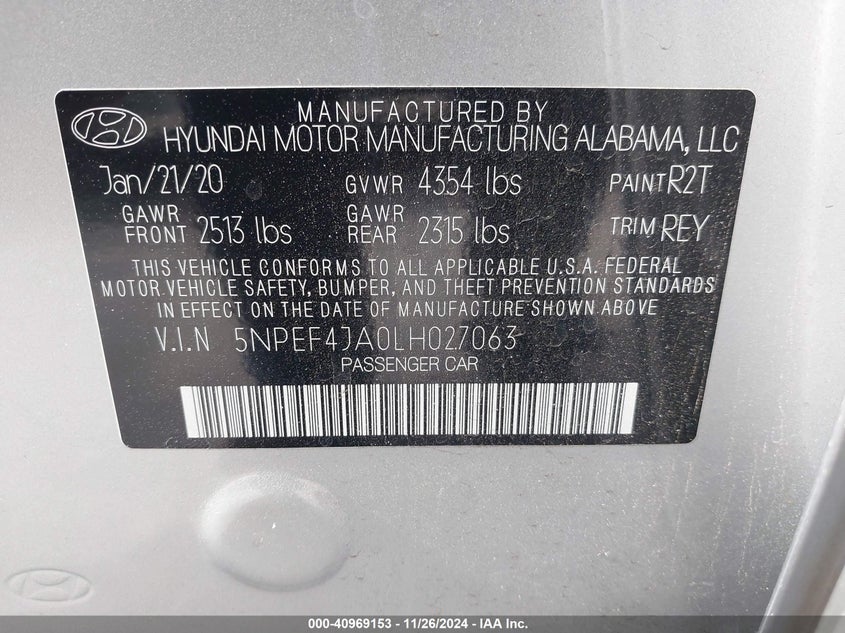 MANUFACTURED BY
HYUNDAI MOTOR MANUFACTURING ALABAMA, LLC
Jan/21/20 GVWR 4354 lbs PAINT R2T
GAWR FRONT 2513 lbs GAWR REAR 2315 lbs TRIM REY
THIS VEHICLE CONFORMS TO ALL APPLICABLE U.S.A. FEDERAL
MOTOR VEHICLE SAFETY, BUMPER, AND THEFT PREVENTION STANDARDS
IN EFFECT ON THE DATE OF MANUFACTURE SHOWN ABOVE
V.I.N 5NPEF4JA0LH027063
PASSENGER CAR
000-40969153 — 11/26/2024 — IAA Inc.